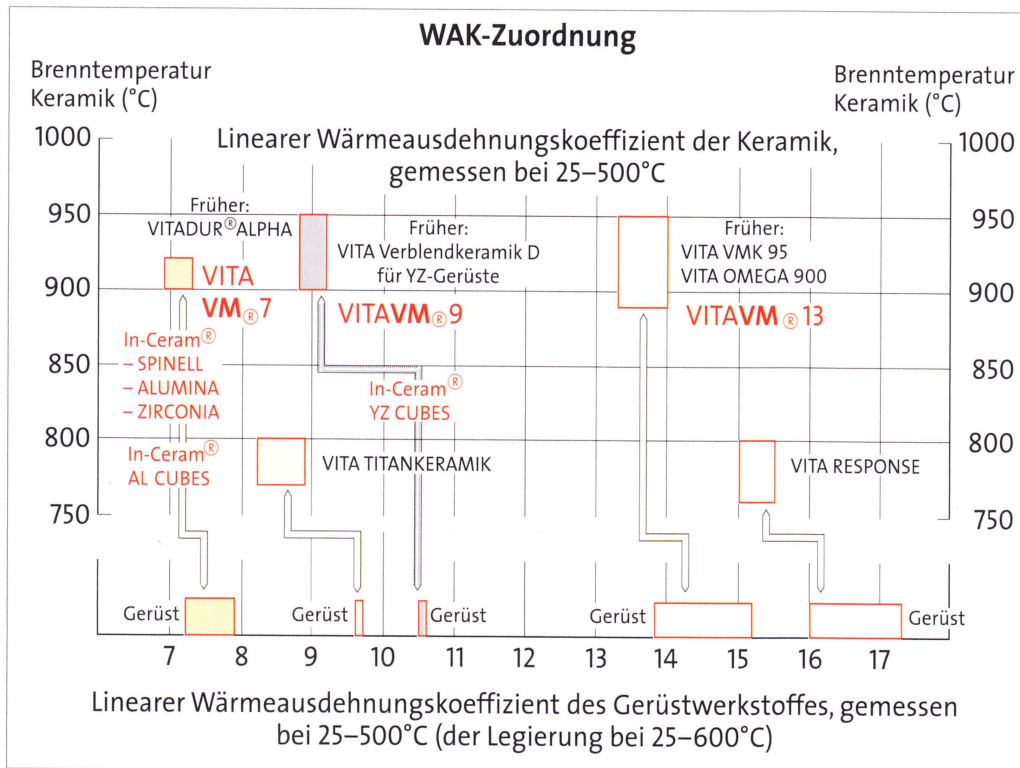 WAK-Zuordnung
Brenntemperatur
Keramik (°C)
Brenntemperatur
Keramik (°C)
Linearer Wärmeausdehnungskoeffizient der Keramik,
gemessen bei 25–500°C
1000
950
900
850
800
750
1000
950
900
850
800
750
Früher:
VITADUR®ALPHA
VITA
VM®7
In-Ceram®
– SPINELL
– ALUMINA
– ZIRCONIA
In-Ceram®
AL CUBES
Früher:
VITA Verblendkeramik D
für YZ-Gerüste
VITAVM®9
In-Ceram®
YZ CUBES
VITA TITANKERAMIK
Früher:
VITA VMK 95
VITA OMEGA 900
VITAVM®13
VITA RESPONSE
Gerüst
Gerüst
Gerüst
Gerüst
Gerüst
7 8 9 10 11 12 13 14 15 16 17
Linearer Wärmeausdehnungskoeffizient des Gerüstwerkstoffes, gemessen
bei 25–500°C (der Legierung bei 25–600°C)